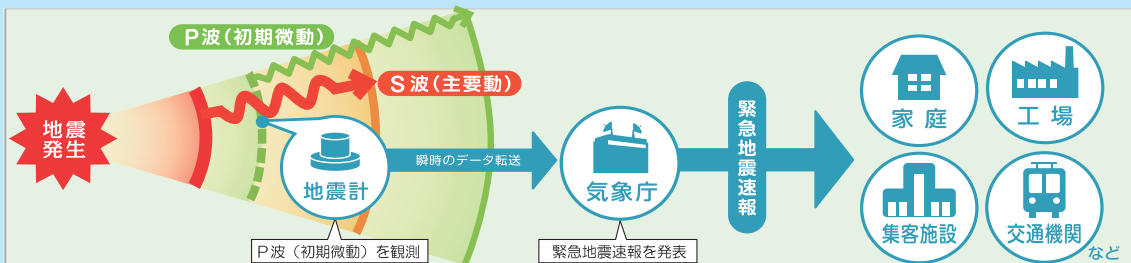 P波(初期微動)
S波(主要動)
地震
発生
地震計
P波(初期微動)を観測
瞬時のデータ転送
気象庁
緊急地震速報を発表
緊急地震速報
家庭
工場
集客施設
交通機関
など